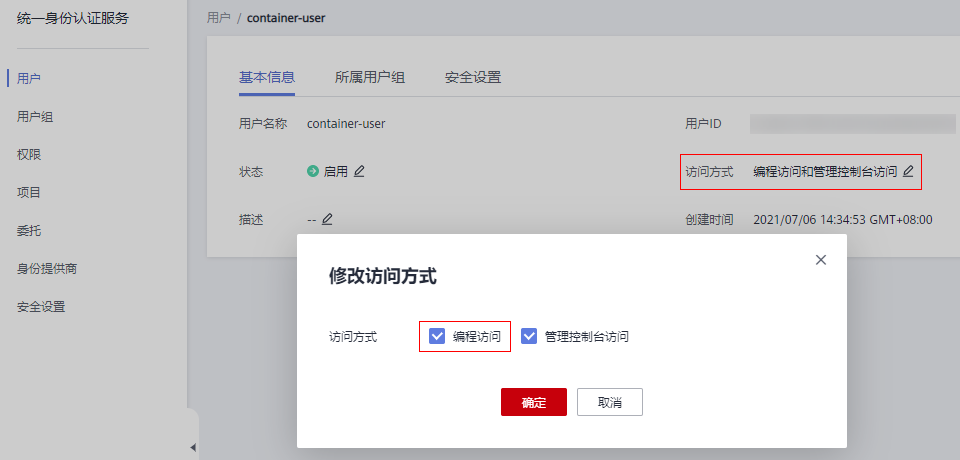 统一身份认证服务
用户
用户组
权限
项目
委托
身份提供商
安全设置
用户 / container-user
基本信息 所属用户组 安全设置
用户名称 container-user 用户ID
状态 启用 访问方式 编程访问和管理控制台访问
描述 -- 创建时间 2021/07/06 14:34:53 GMT+08:00
修改访问方式
访问方式 编程访问 管理控制台访问
确定 取消